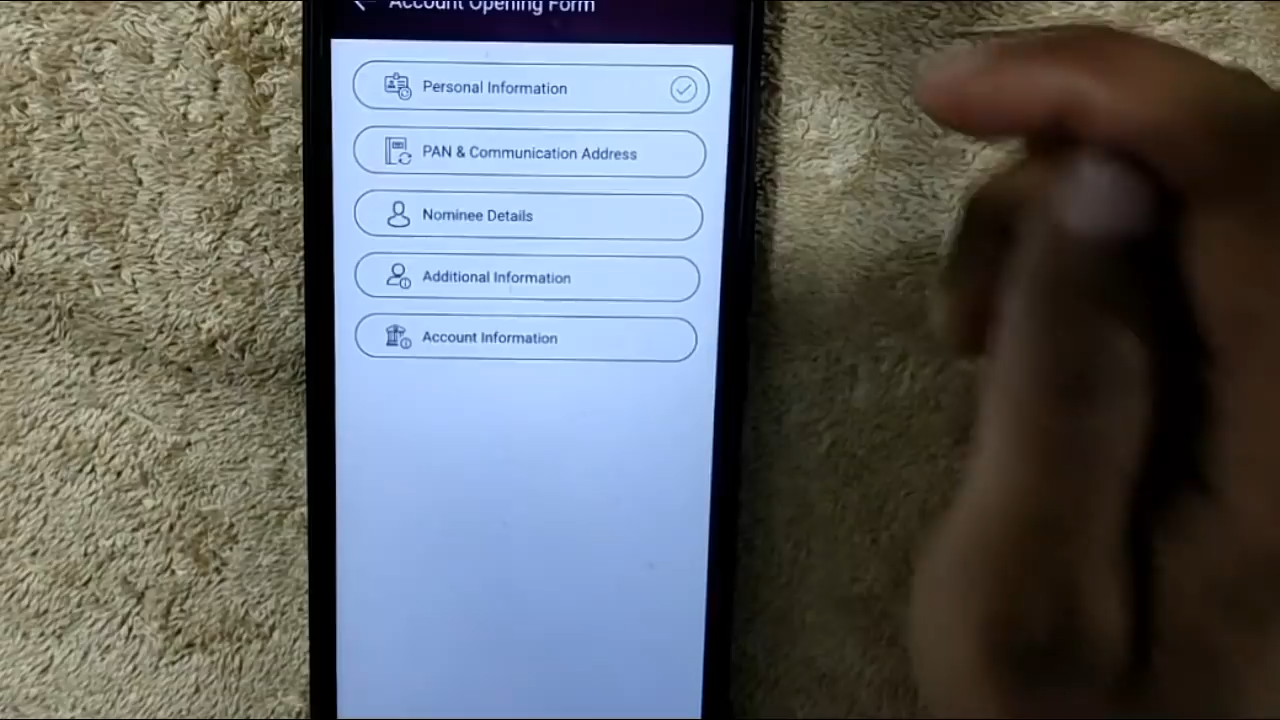 Account Opening Form
Personal Information
PAN & Communication Address
Nominee Details
Additional Information
Account Information